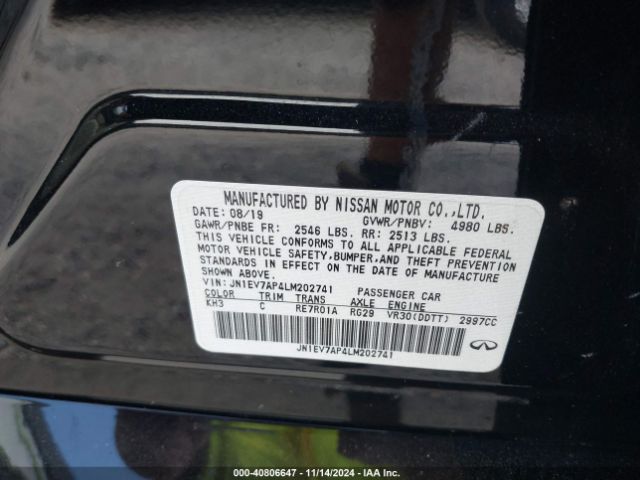 MANUFACTURED BY NISSAN MOTOR CO.,LTD.
DATE: 08/19 GVWR/PNBV: 4980 LBS.
GAWR/PNBE FR: 2546 LBS. RR: 2513 LBS.
THIS VEHICLE CONFORMS TO ALL APPLICABLE FEDERAL
MOTOR VEHICLE SAFETY, BUMPER, AND THEFT PREVENTION
STANDARDS IN EFFECT ON THE DATE OF MANUFACTURE
SHOWN ABOVE.
VIN: JN1EV7AP4LM202741 PASSENGER CAR
COLOR TRIM TRANS AXLE ENGINE
KH3 C RE7R01A RG29 VR30(DDTT) 2997CC
JN1EV7AP4LM202741
000-40806647 - 11/14/2024 - IAA Inc.